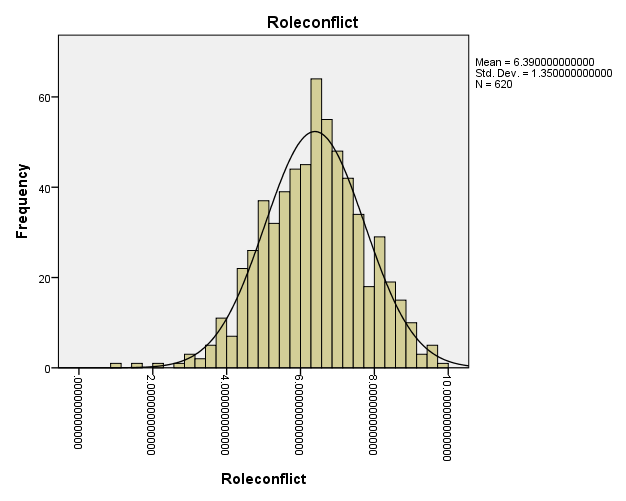 Roleconflict
Mean = 6.390000000000
Std. Dev. = 1.350000000000
N = 620
Frequency
60
40
20
0
.000000000000
2.000000000000
4.000000000000
6.000000000000
8.000000000000
10.000000000000
Roleconflict